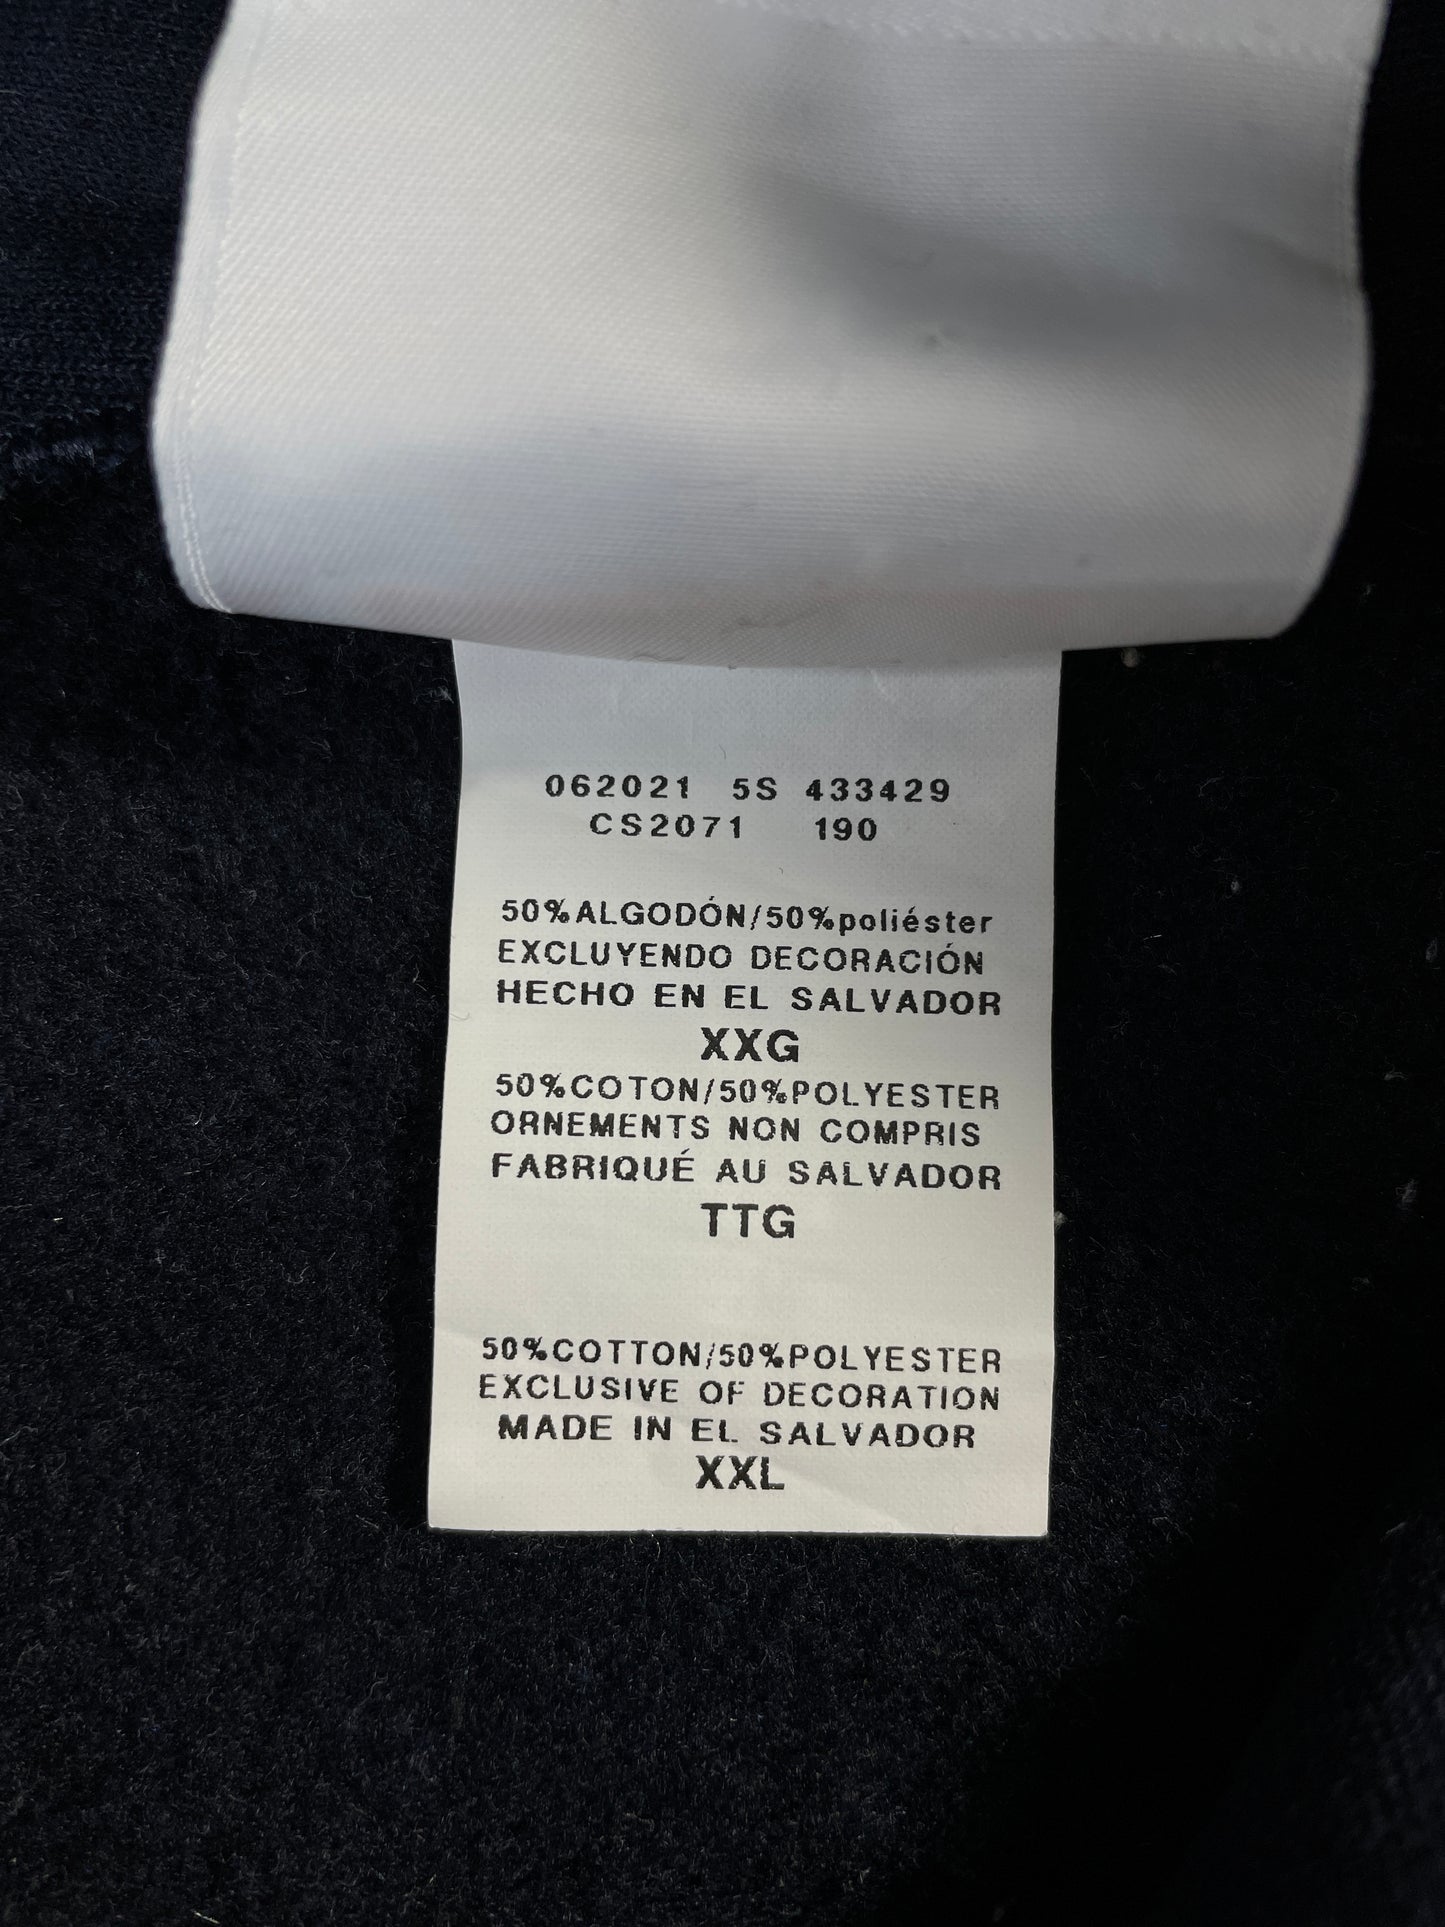 062021 5S 433429
CS2071 190
50%ALGODÓN/50%poliéster
EXCLUYENDO DECORACIÓN
HECHO EN EL SALVADOR
XXG
50%COTON/50%POLYESTER
ORNEMENTS NON COMPRIS
FABRIQUÉ AU SALVADOR
TTG
50%COTTON/50%POLYESTER
EXCLUSIVE OF DECORATION
MADE IN EL SALVADOR
XXL